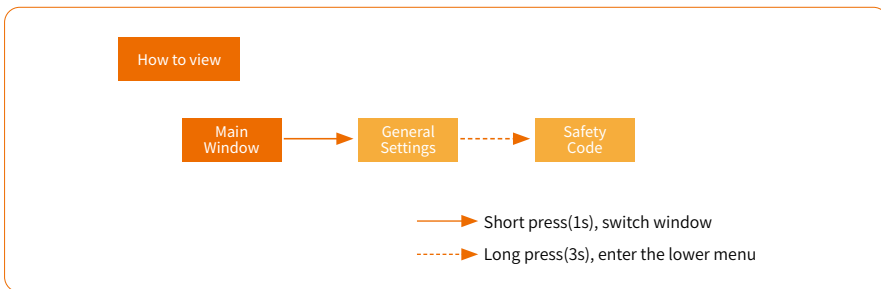 How to view
Main
Window
General
Settings
Safety
Code
Short press(1s), switch window
Long press(3s), enter the lower menu